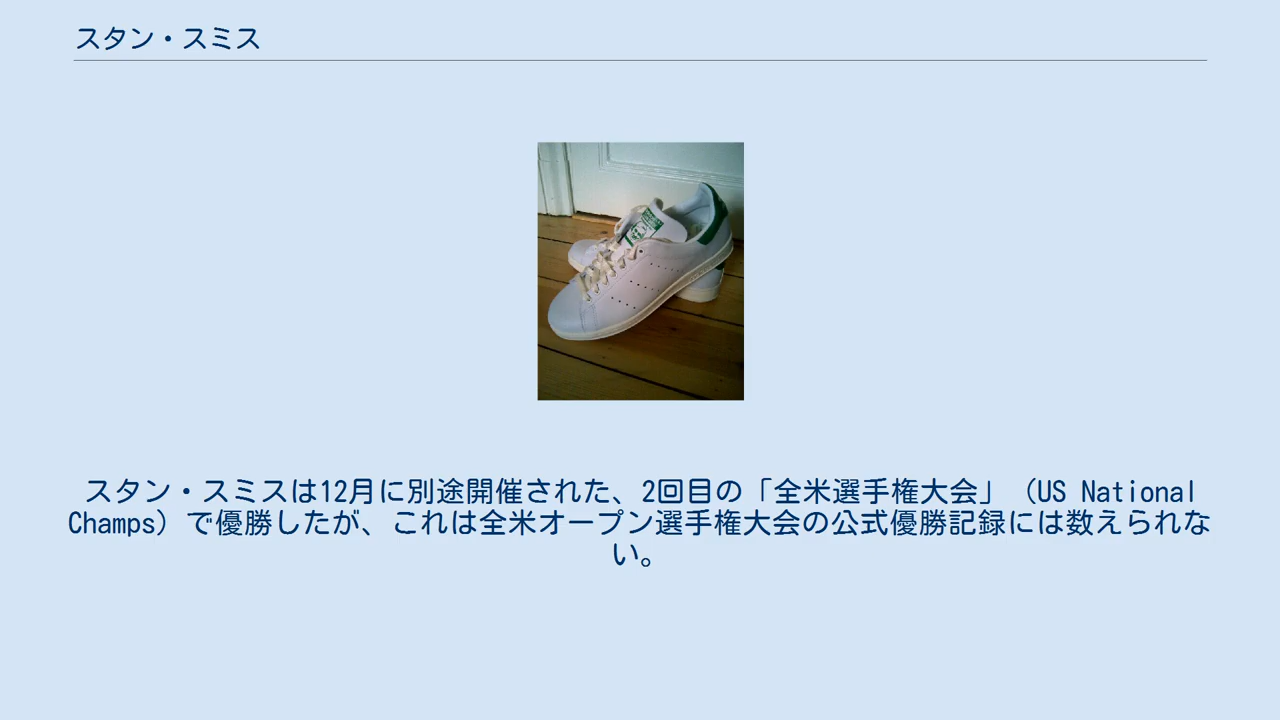 スタン・スミス
スタン・スミスは12月に別途開催された、2回目の「全米選手権大会」（US National
Champs）で優勝したが、これは全米オープン選手権大会の公式優勝記録には数えられな
い。